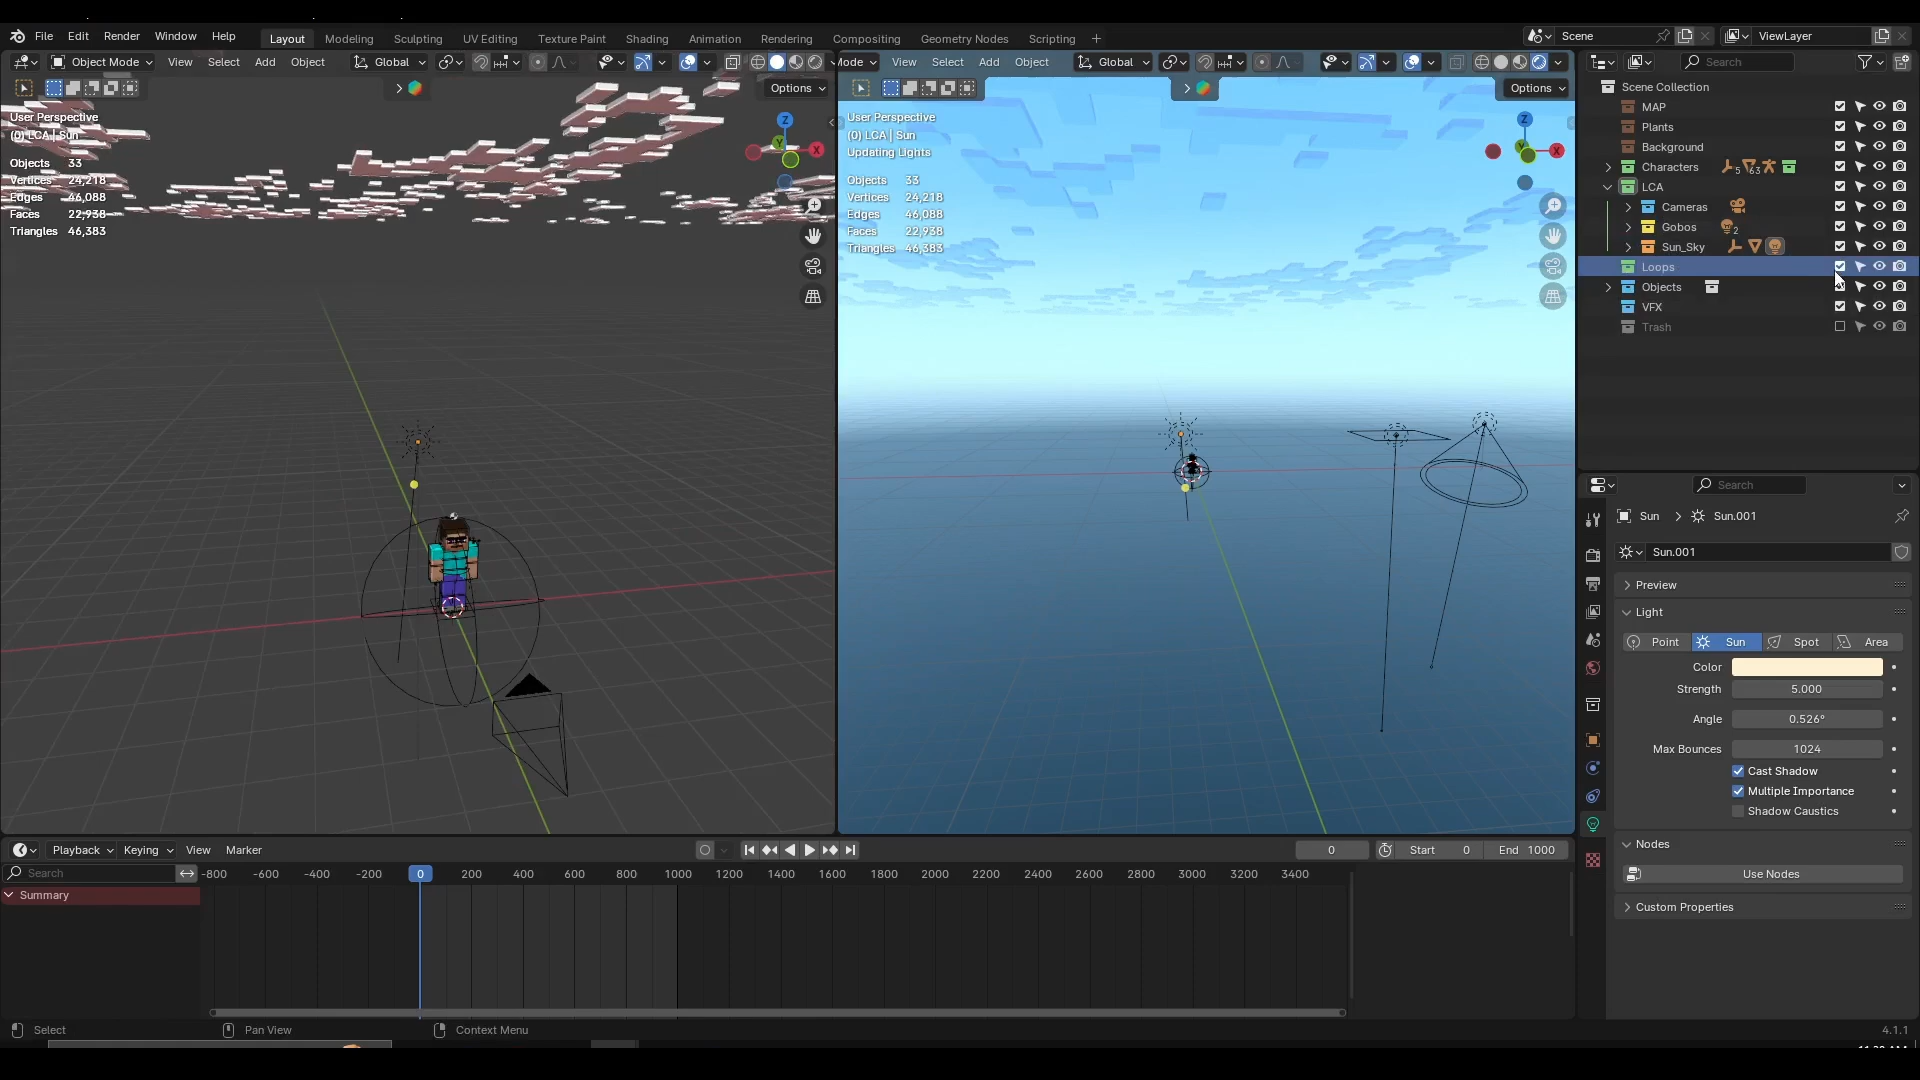 File Edit Render Window Help Layout Modeling Sculpting UV Editing Texture Paint Shading Animation Rendering Compositing Geometry Nodes Scripting + Scene ViewLayer
Object Mode View Select Add Object Global
Options
User Perspective
(0) LCA | Sun
Objects 33
Vertices 24,218
Edges 46,088
Faces 22,938
Triangles 46,383
Z
Y
X
Mode View Select Add Object Global
Options
User Perspective
(0) LCA | Sun
Updating Lights
Objects 33
Vertices 24,218
Edges 46,088
Faces 22,938
Triangles 46,383
Z
Y
X
Search
Scene Collection
MAP
Plants
Background
Characters 5 63
LCA
Cameras
Gobos 2
Sun_Sky
Loops
Objects
VFX
Trash
Search
Sun > Sun.001
Sun.001
Preview
Light
Point Sun Spot Area
Color
Strength 5.000
Angle 0.526°
Max Bounces 1024
Cast Shadow
Multiple Importance
Shadow Caustics
Nodes
Use Nodes
Custom Properties
Playback Keying View Marker 0 Start 0 End 1000
Search -800 -600 -400 -200 0 200 400 600 800 1000 1200 1400 1600 1800 2000 2200 2400 2600 2800 3000 3200 3400
Summary
Select Pan View Context Menu 4.1.1